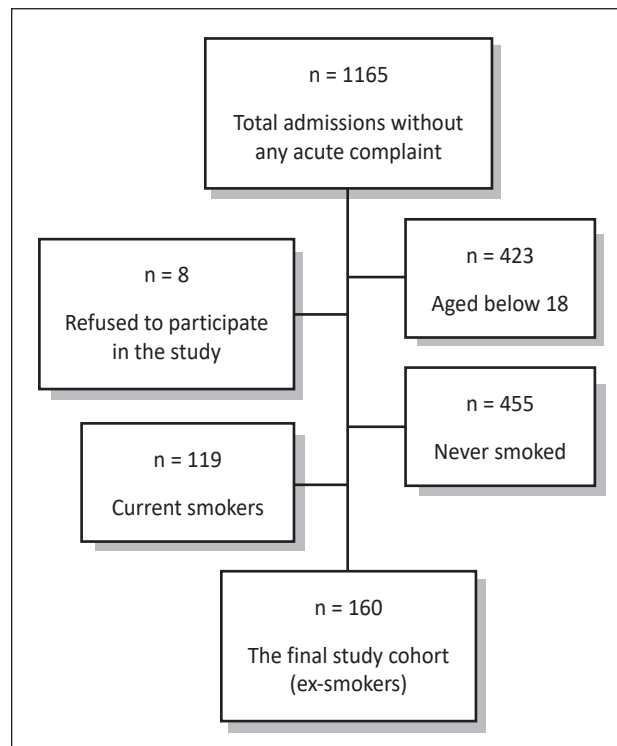 n = 1165
Total admissions without
any acute complaint
n = 423
Aged below 18
n = 8
Refused to participate
in the study
n = 455
Never smoked
n = 119
Current smokers
n = 160
The final study cohort
(ex-smokers)